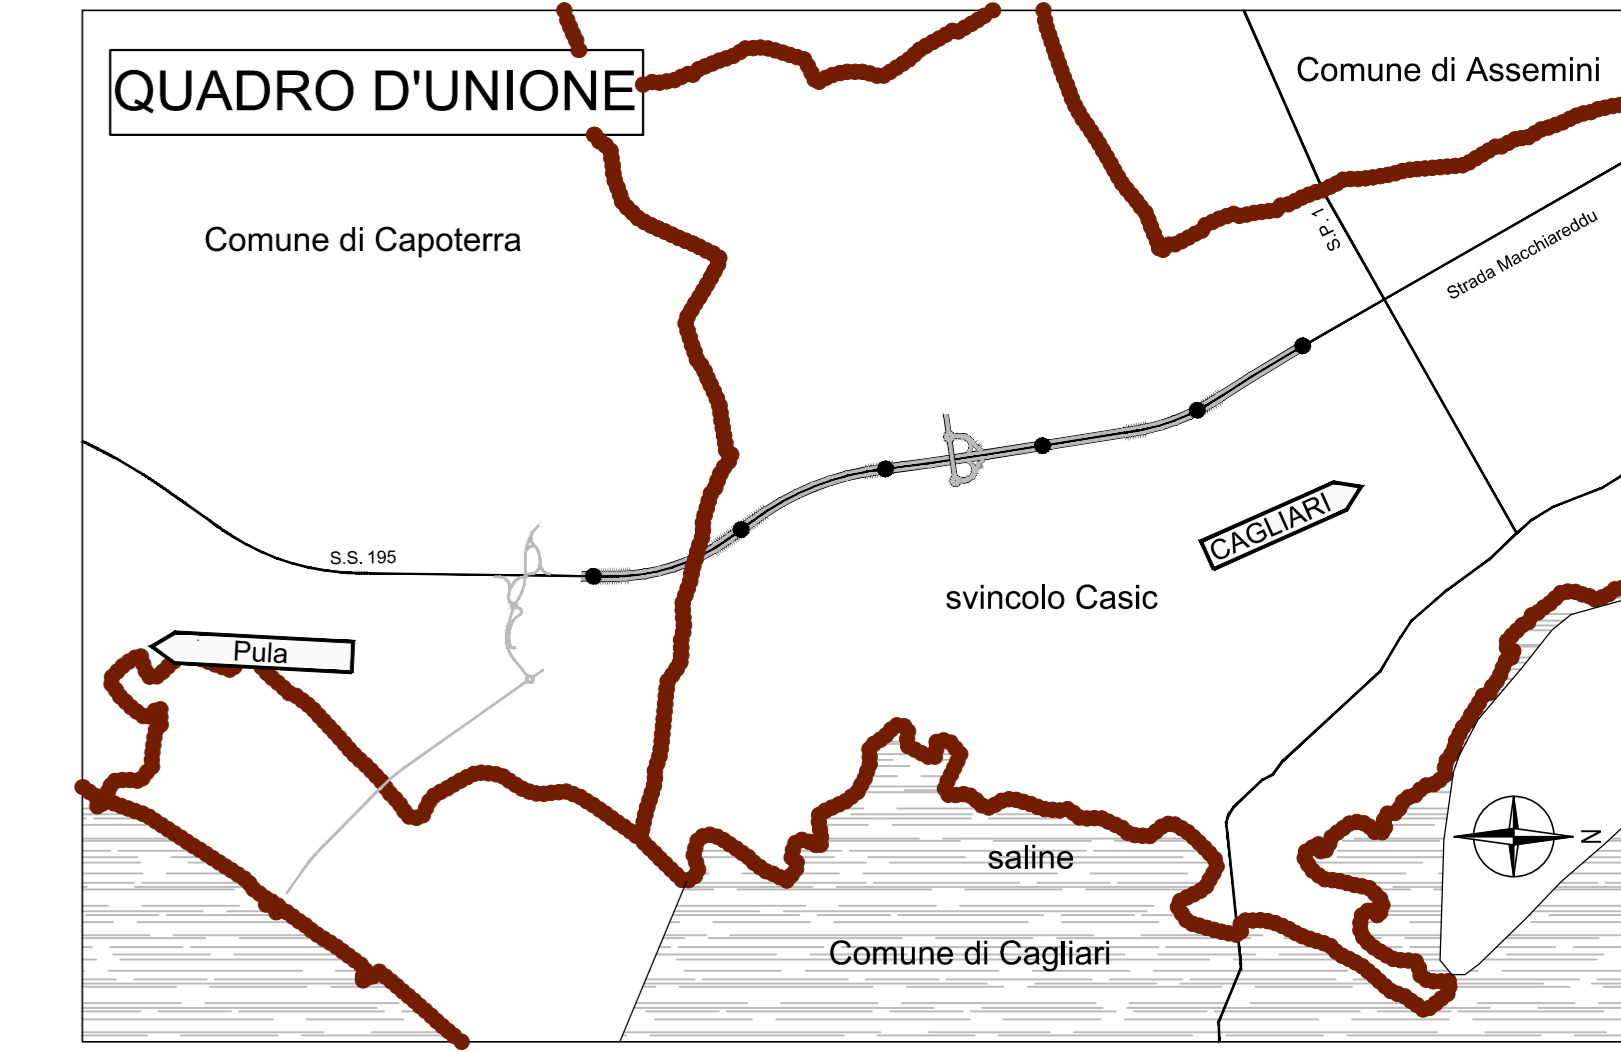 QUADRO D'UNIONE
Comune di Assemini
Comune di Capoterra
S.P. 1
Strada Macchiareddu
CAGLIARI
S.S. 195
svincolo Casic
Pula
N
saline
Comune di Cagliari